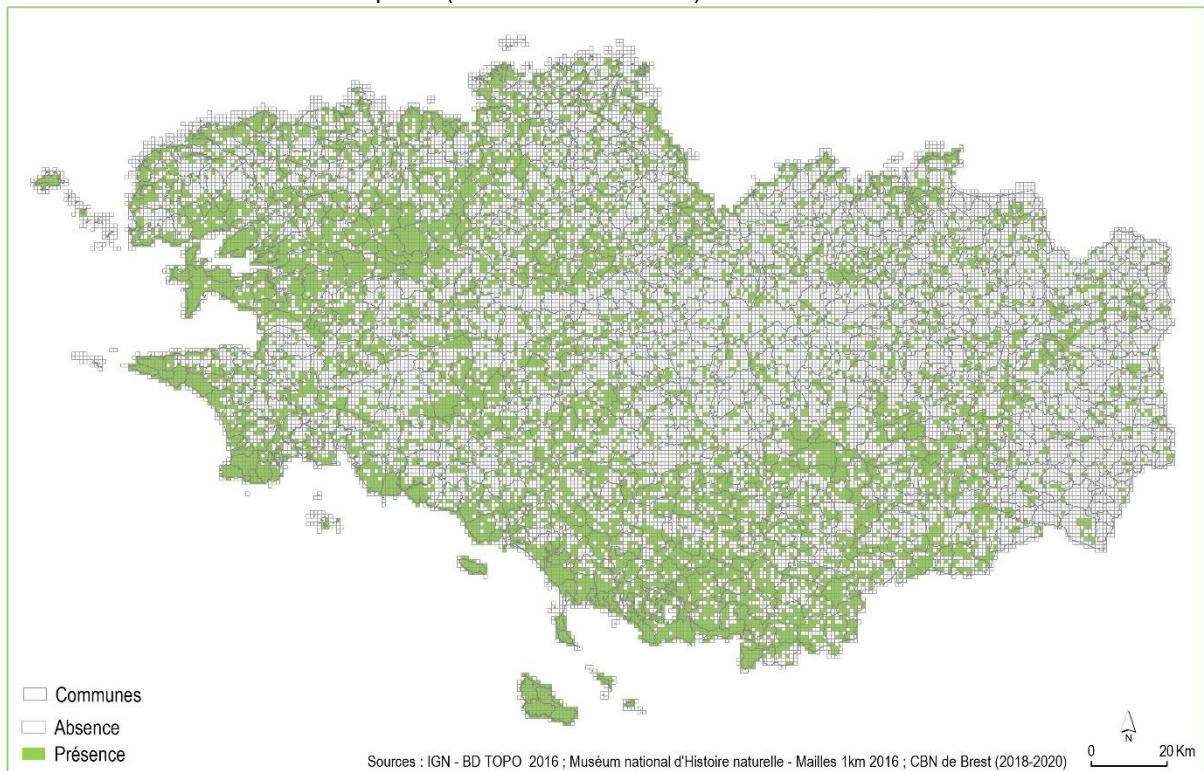 Communes
Absence
Présence
Sources : IGN - BD TOPO 2016 ; Muséum national d'Histoire naturelle - Mailles 1km 2016 ; CBN de Brest (2018-2020)
N
0 20 Km